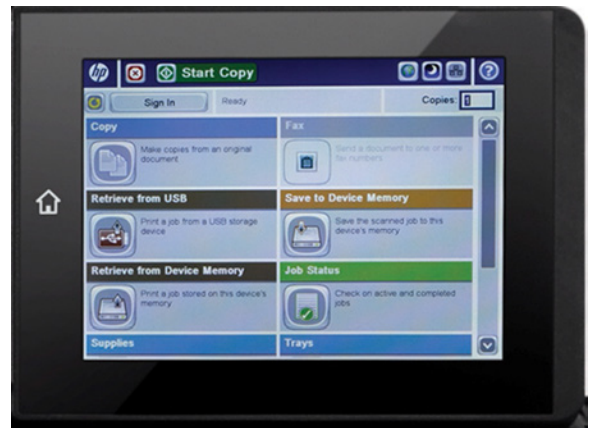 hp
Start Copy
?
Sign In
Ready
Copies: 1
Copy
Fax
Make copies from an original
document
Send a document to one or more
fax numbers
Retrieve from USB
Save to Device Memory
Print a job from a USB storage
device
Save the scanned job to this
device's memory
Retrieve from Device Memory
Job Status
Print a job stored on this device's
memory
Check on active and completed
jobs
Supplies
Trays